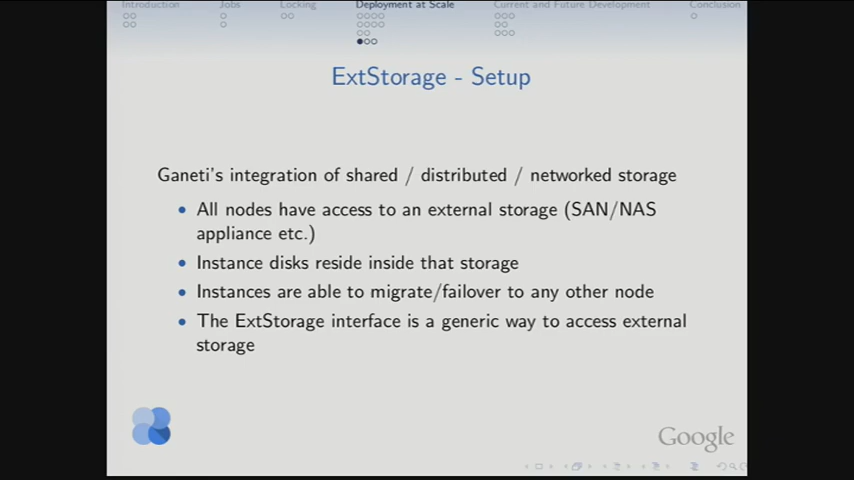 Introduction Jobs Locking Deployment at Scale Current and Future Development Conclusion
ExtStorage - Setup
Ganeti's integration of shared / distributed / networked storage
• All nodes have access to an external storage (SAN/NAS
appliance etc.)
• Instance disks reside inside that storage
• Instances are able to migrate/failover to any other node
• The ExtStorage interface is a generic way to access external
storage
Google